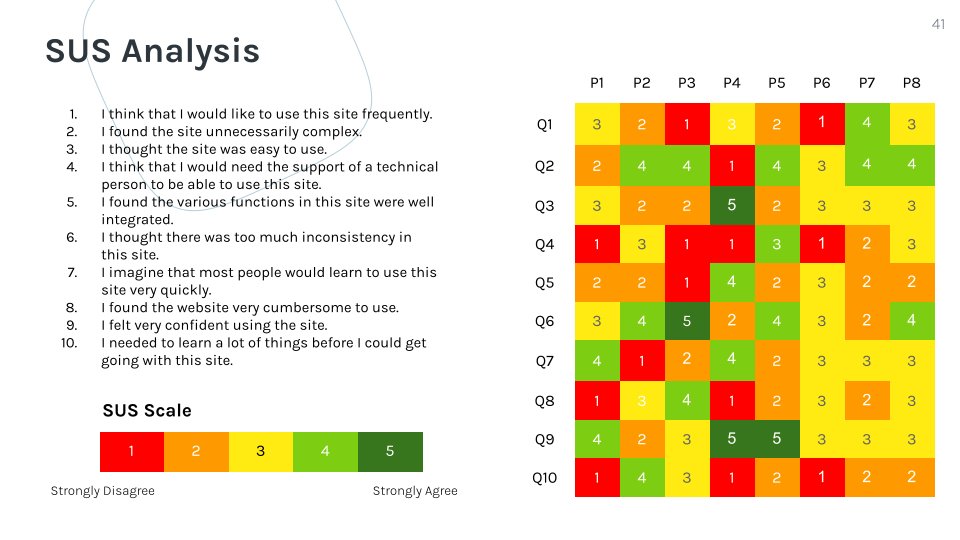 41
SUS Analysis
1. I think that I would like to use this site frequently.
2. I found the site unnecessarily complex.
3. I thought the site was easy to use.
4. I think that I would need the support of a technical
person to be able to use this site.
5. I found the various functions in this site were well
integrated.
6. I thought there was too much inconsistency in
this site.
7. I imagine that most people would learn to use this
site very quickly.
8. I found the website very cumbersome to use.
9. I felt very confident using the site.
10. I needed to learn a lot of things before I could get
going with this site.
SUS Scale
1 2 3 4 5
Strongly Disagree Strongly Agree
P1 P2 P3 P4 P5 P6 P7 P8
Q1 3 2 1 3 2 1 4 3
Q2 2 4 4 1 4 3 4 4
Q3 3 2 2 5 2 3 3 3
Q4 1 3 1 1 3 1 2 3
Q5 2 2 1 4 2 3 2 2
Q6 3 4 5 2 4 3 2 4
Q7 4 1 2 4 2 3 3 3
Q8 1 3 4 1 2 3 2 3
Q9 4 2 3 5 5 3 3 3
Q10 1 4 3 1 2 1 2 2